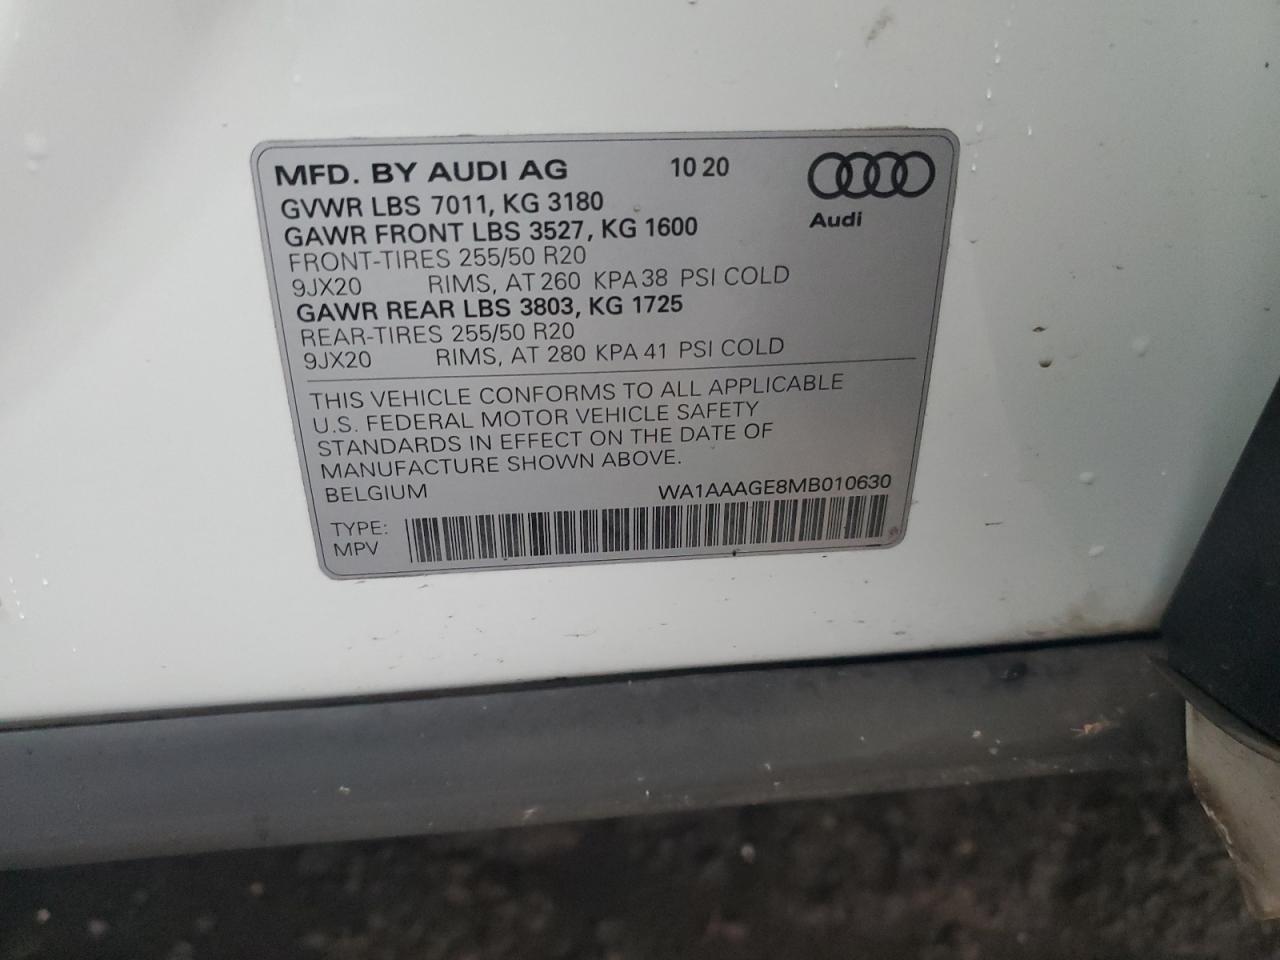 MFD. BY AUDI AG 10 20
GVWR LBS 7011, KG 3180
Audi
GAWR FRONT LBS 3527, KG 1600
FRONT-TIRES 255/50 R20
9JX20 RIMS, AT 260 KPA 38 PSI COLD
GAWR REAR LBS 3803, KG 1725
REAR-TIRES 255/50 R20
9JX20 RIMS, AT 280 KPA 41 PSI COLD
THIS VEHICLE CONFORMS TO ALL APPLICABLE
U.S. FEDERAL MOTOR VEHICLE SAFETY
STANDARDS IN EFFECT ON THE DATE OF
MANUFACTURE SHOWN ABOVE.
BELGIUM WA1AAAGE8MB010630
TYPE:
MPV